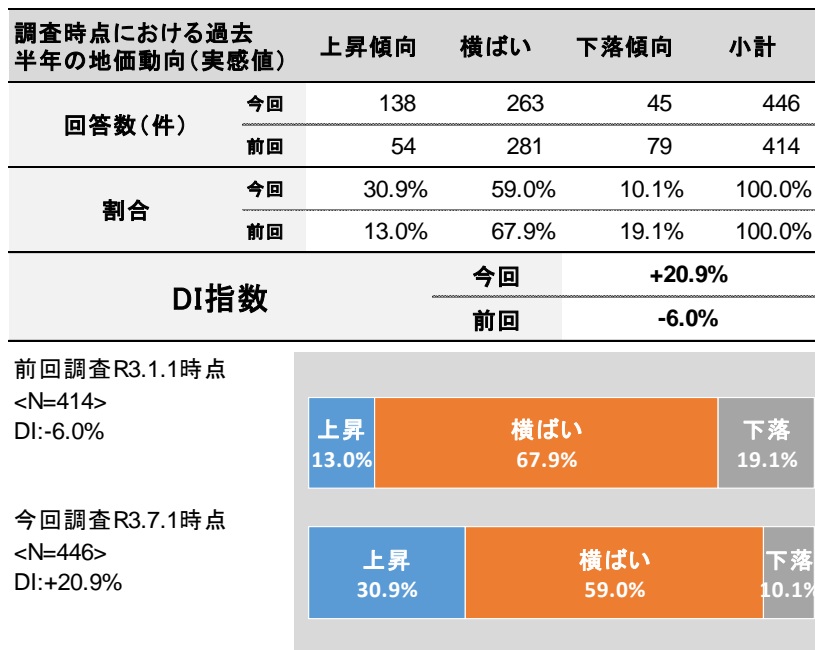 調査時点における過去
半年の地価動向(実感値) 上昇傾向 横ばい 下落傾向 小計
回答数(件) 今回 138 263 45 446
前回 54 281 79 414
割合 今回 30.9% 59.0% 10.1% 100.0%
前回 13.0% 67.9% 19.1% 100.0%
DI指数 今回 +20.9%
前回 -6.0%
前回調査R3.1.1時点
<N=414>
DI:-6.0%
上昇 横ばい 下落
13.0% 67.9% 19.1%
今回調査R3.7.1時点
<N=446>
DI:+20.9%
上昇 横ばい 下落
30.9% 59.0% 10.1%